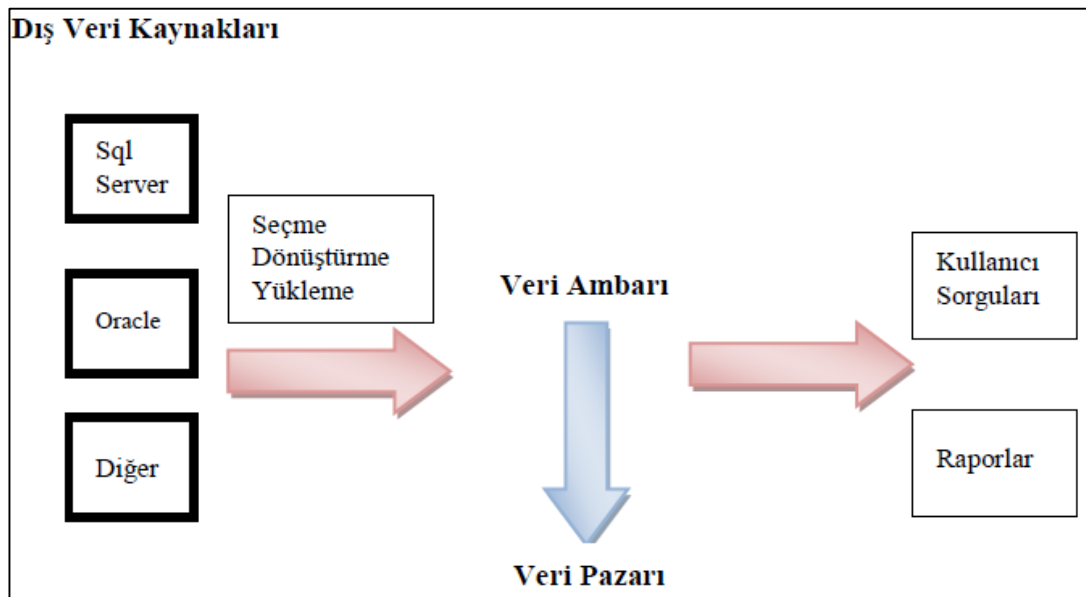 Dış Veri Kaynakları
Sql
Server
Oracle
Diğer
Seçme
Dönüştürme
Yükleme
Veri Ambarı
Veri Pazarı
Kullanıcı
Sorguları
Raporlar